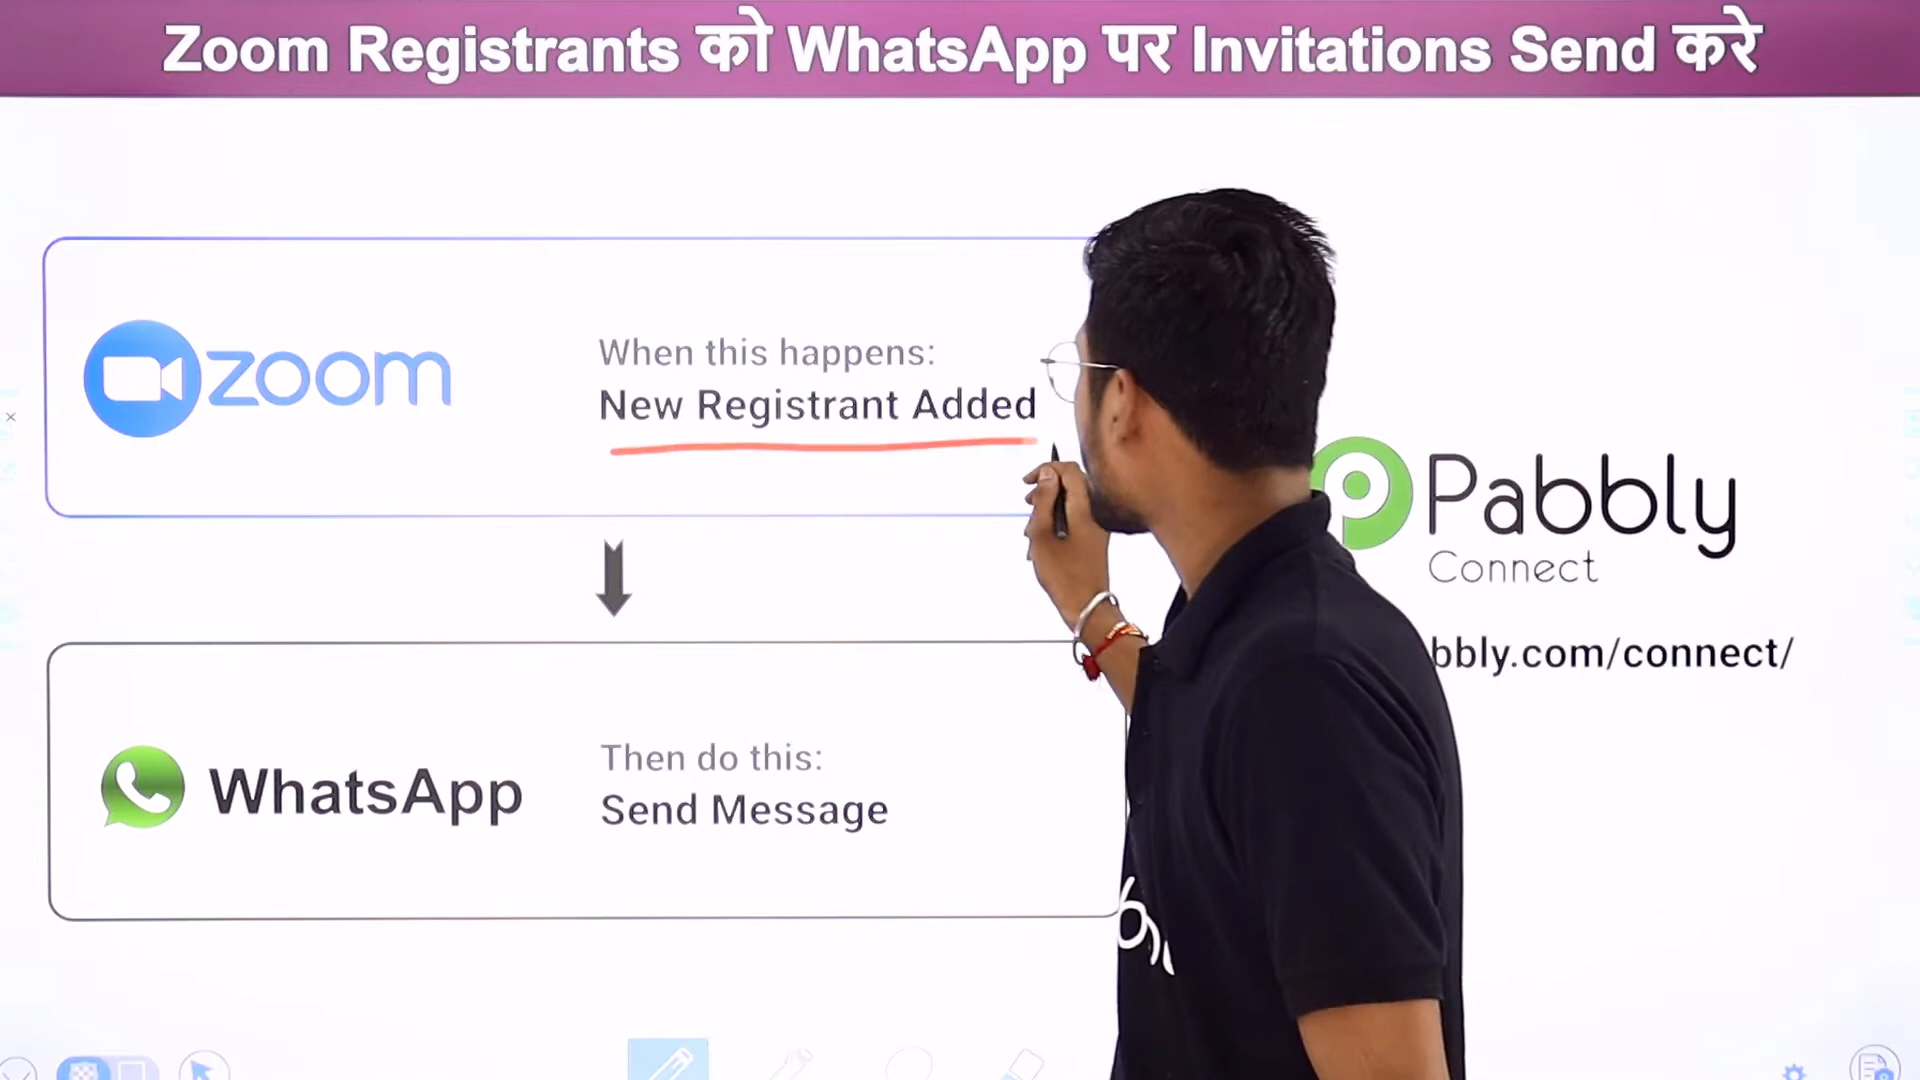 Zoom Registrants को WhatsApp पर Invitations Send करे
zoom
When this happens:
New Registrant Added
Pabbly
Connect
bbly.com/connect/
WhatsApp
Then do this:
Send Message